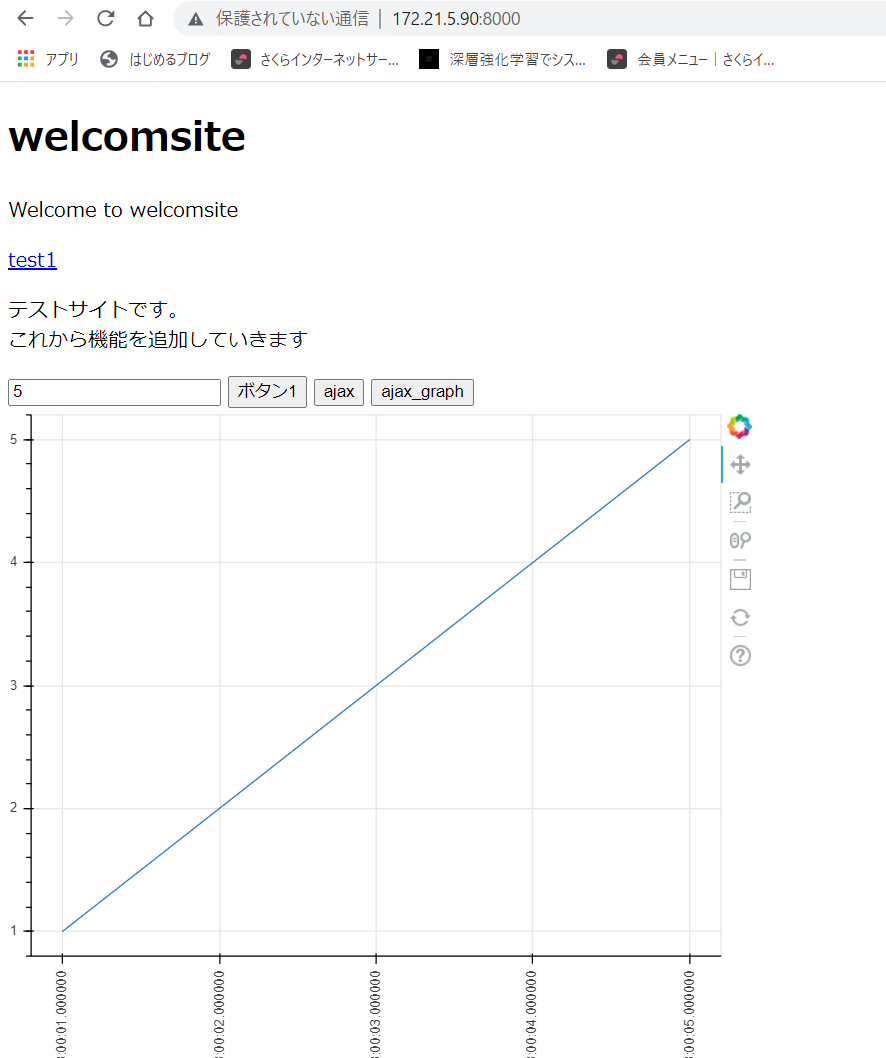 保護されていない通信 | 172.21.5.90:8000
アプリ はじめるブログ さくらインターネットサー... 深層強化学習でシス... 会員メニュー | さくらイ...
welcomsite
Welcome to welcomsite
test1
テストサイトです。
これから機能を追加していきます
5 ボタン1 ajax ajax_graph
5
4
3
2
1
:00:01.000000 :00:02.000000 :00:03.000000 :00:04.000000 :00:05.000000